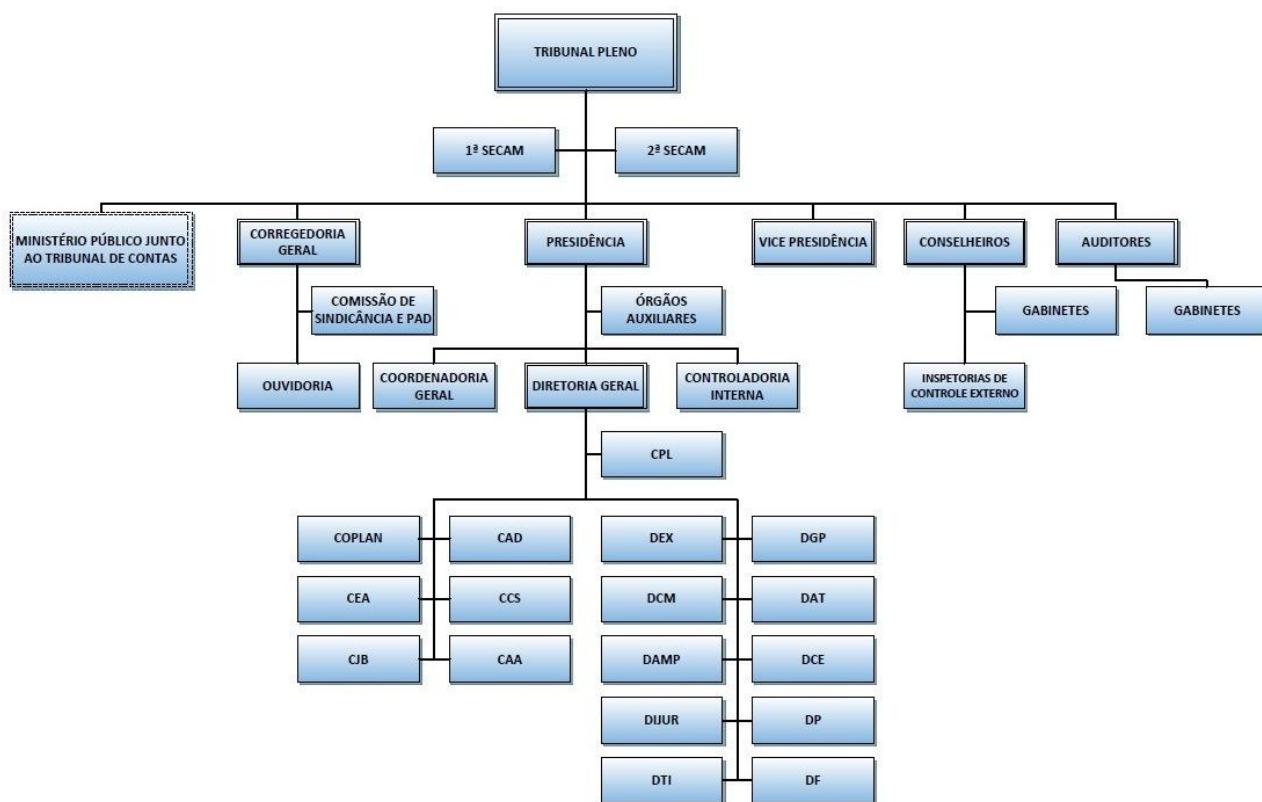 TRIBUNAL PLENO
1ª SECAM
2ª SECAM
MINISTÉRIO PÚBLICO JUNTO
AO TRIBUNAL DE CONTAS
CORREGEDORIA
GERAL
PRESIDÊNCIA
VICE PRESIDÊNCIA
CONSELHEIROS
AUDITORES
COMISSÃO DE
SINDICÂNCIA E PAD
ÓRGÃOS
AUXILIARES
GABINETES
GABINETES
OUVIDORIA
COORDENADORIA
GERAL
DIRETORIA GERAL
CONTROLADORIA
INTERNA
INSPETORIAS DE
CONTROLE EXTERNO
CPL
COPLAN
CAD
DEX
DGP
CEA
CCS
DCM
DAT
CJB
CAA
DAMP
DCE
DIJUR
DP
DTI
DF